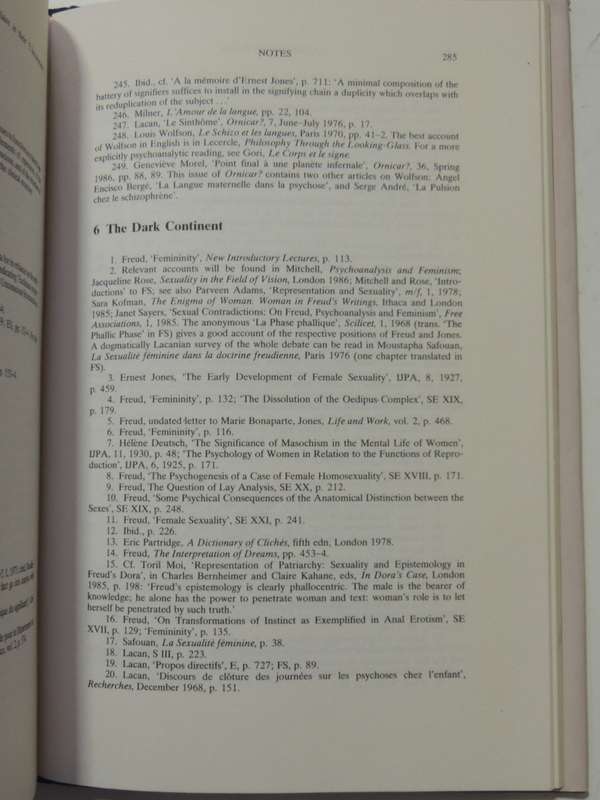 NOTES 285
245. Ibid., cf. 'A la mémoire d'Ernest Jones', p. 711: 'A minimal composition of the
battery of signifiers suffices to install in the signifying chain a duplicity which overlaps with
its reduplication of the subject . . .'
246. Milner, L'Amour de la langue, pp. 22, 104.
247. Lacan, 'Le Sinthôme', Ornicar?, 7, June–July 1976, p. 17.
248. Louis Wolfson, Le Schizo et les langues, Paris 1970, pp. 41–2. The best account
of Wolfson in English is in Lecercle, Philosophy Through the Looking-Glass. For a more
explicitly psychoanalytic reading, see Gori, Le Corps et le signe.
249. Geneviève Morel, 'Point final à une planète infernale', Ornicar?, 36, Spring
1986, pp. 88, 89. This issue of Ornicar? contains two other articles on Wolfson: Angel
Encisco Bergé, 'La Langue maternelle dans la psychose', and Serge André, 'La Pulsion
chez le schizophrène'.
6 The Dark Continent
1. Freud, 'Femininity', New Introductory Lectures, p. 113.
2. Relevant accounts will be found in Mitchell, Psychoanalysis and Feminism;
Jacqueline Rose, Sexuality in the Field of Vision, London 1986; Mitchell and Rose, 'Intro-
ductions' to FS; see also Parveen Adams, 'Representation and Sexuality', m/f, 1, 1978;
Sara Kofman, The Enigma of Woman. Woman in Freud's Writings, Ithaca and London
1985; Janet Sayers, 'Sexual Contradictions: On Freud, Psychoanalysis and Feminism', Free
Associations, 1, 1985. The anonymous 'La Phase phallique', Scilicet, 1, 1968 (trans. 'The
Phallic Phase' in FS) gives a good account of the respective positions of Freud and Jones.
A dogmatically Lacanian survey of the whole debate can be read in Moustapha Safouan,
La Sexualité féminine dans la doctrine freudienne, Paris 1976 (one chapter translated in
FS).
3. Ernest Jones, 'The Early Development of Female Sexuality', IJPA, 8, 1927,
p. 459.
4. Freud, 'Femininity', p. 132; 'The Dissolution of the Oedipus Complex', SE XIX,
p. 179.
5. Freud, undated letter to Marie Bonaparte, Jones, Life and Work, vol. 2, p. 468.
6. Freud, 'Femininity', p. 116.
7. Hélène Deutsch, 'The Significance of Masochism in the Mental Life of Women',
IJPA, 11, 1930, p. 48; 'The Psychology of Women in Relation to the Functions of Repro-
duction', IJPA, 6, 1925, p. 171.
8. Freud, 'The Psychogenesis of a Case of Female Homosexuality', SE XVIII, p. 171.
9. Freud, The Question of Lay Analysis, SE XX, p. 212.
10. Freud, 'Some Psychical Consequences of the Anatomical Distinction between the
Sexes', SE XIX, p. 248.
11. Freud, 'Female Sexuality', SE XXI, p. 241.
12. Ibid., p. 226.
13. Eric Partridge, A Dictionary of Clichés, fifth edn, London 1978.
14. Freud, The Interpretation of Dreams, pp. 453–4.
15. Cf. Toril Moi, 'Representation of Patriarchy: Sexuality and Epistemology in
Freud's Dora', in Charles Bernheimer and Claire Kahane, eds, In Dora's Case, London
1985, p. 198: 'Freud's epistemology is clearly phallocentric. The male is the bearer of
knowledge; he alone has the power to penetrate woman and text: woman's role is to let
herself be penetrated by such truth.'
16. Freud, 'On Transformations of Instinct as Exemplified in Anal Erotism', SE
XVII, p. 129; 'Femininity', p. 135.
17. Safouan, La Sexualité féminine, p. 38.
18. Lacan, S III, p. 223.
19. Lacan, 'Propos directifs', E, p. 727; FS, p. 89.
20. Lacan, 'Discours de clôture des journées sur les psychoses chez l'enfant',
Recherches, December 1968, p. 151.